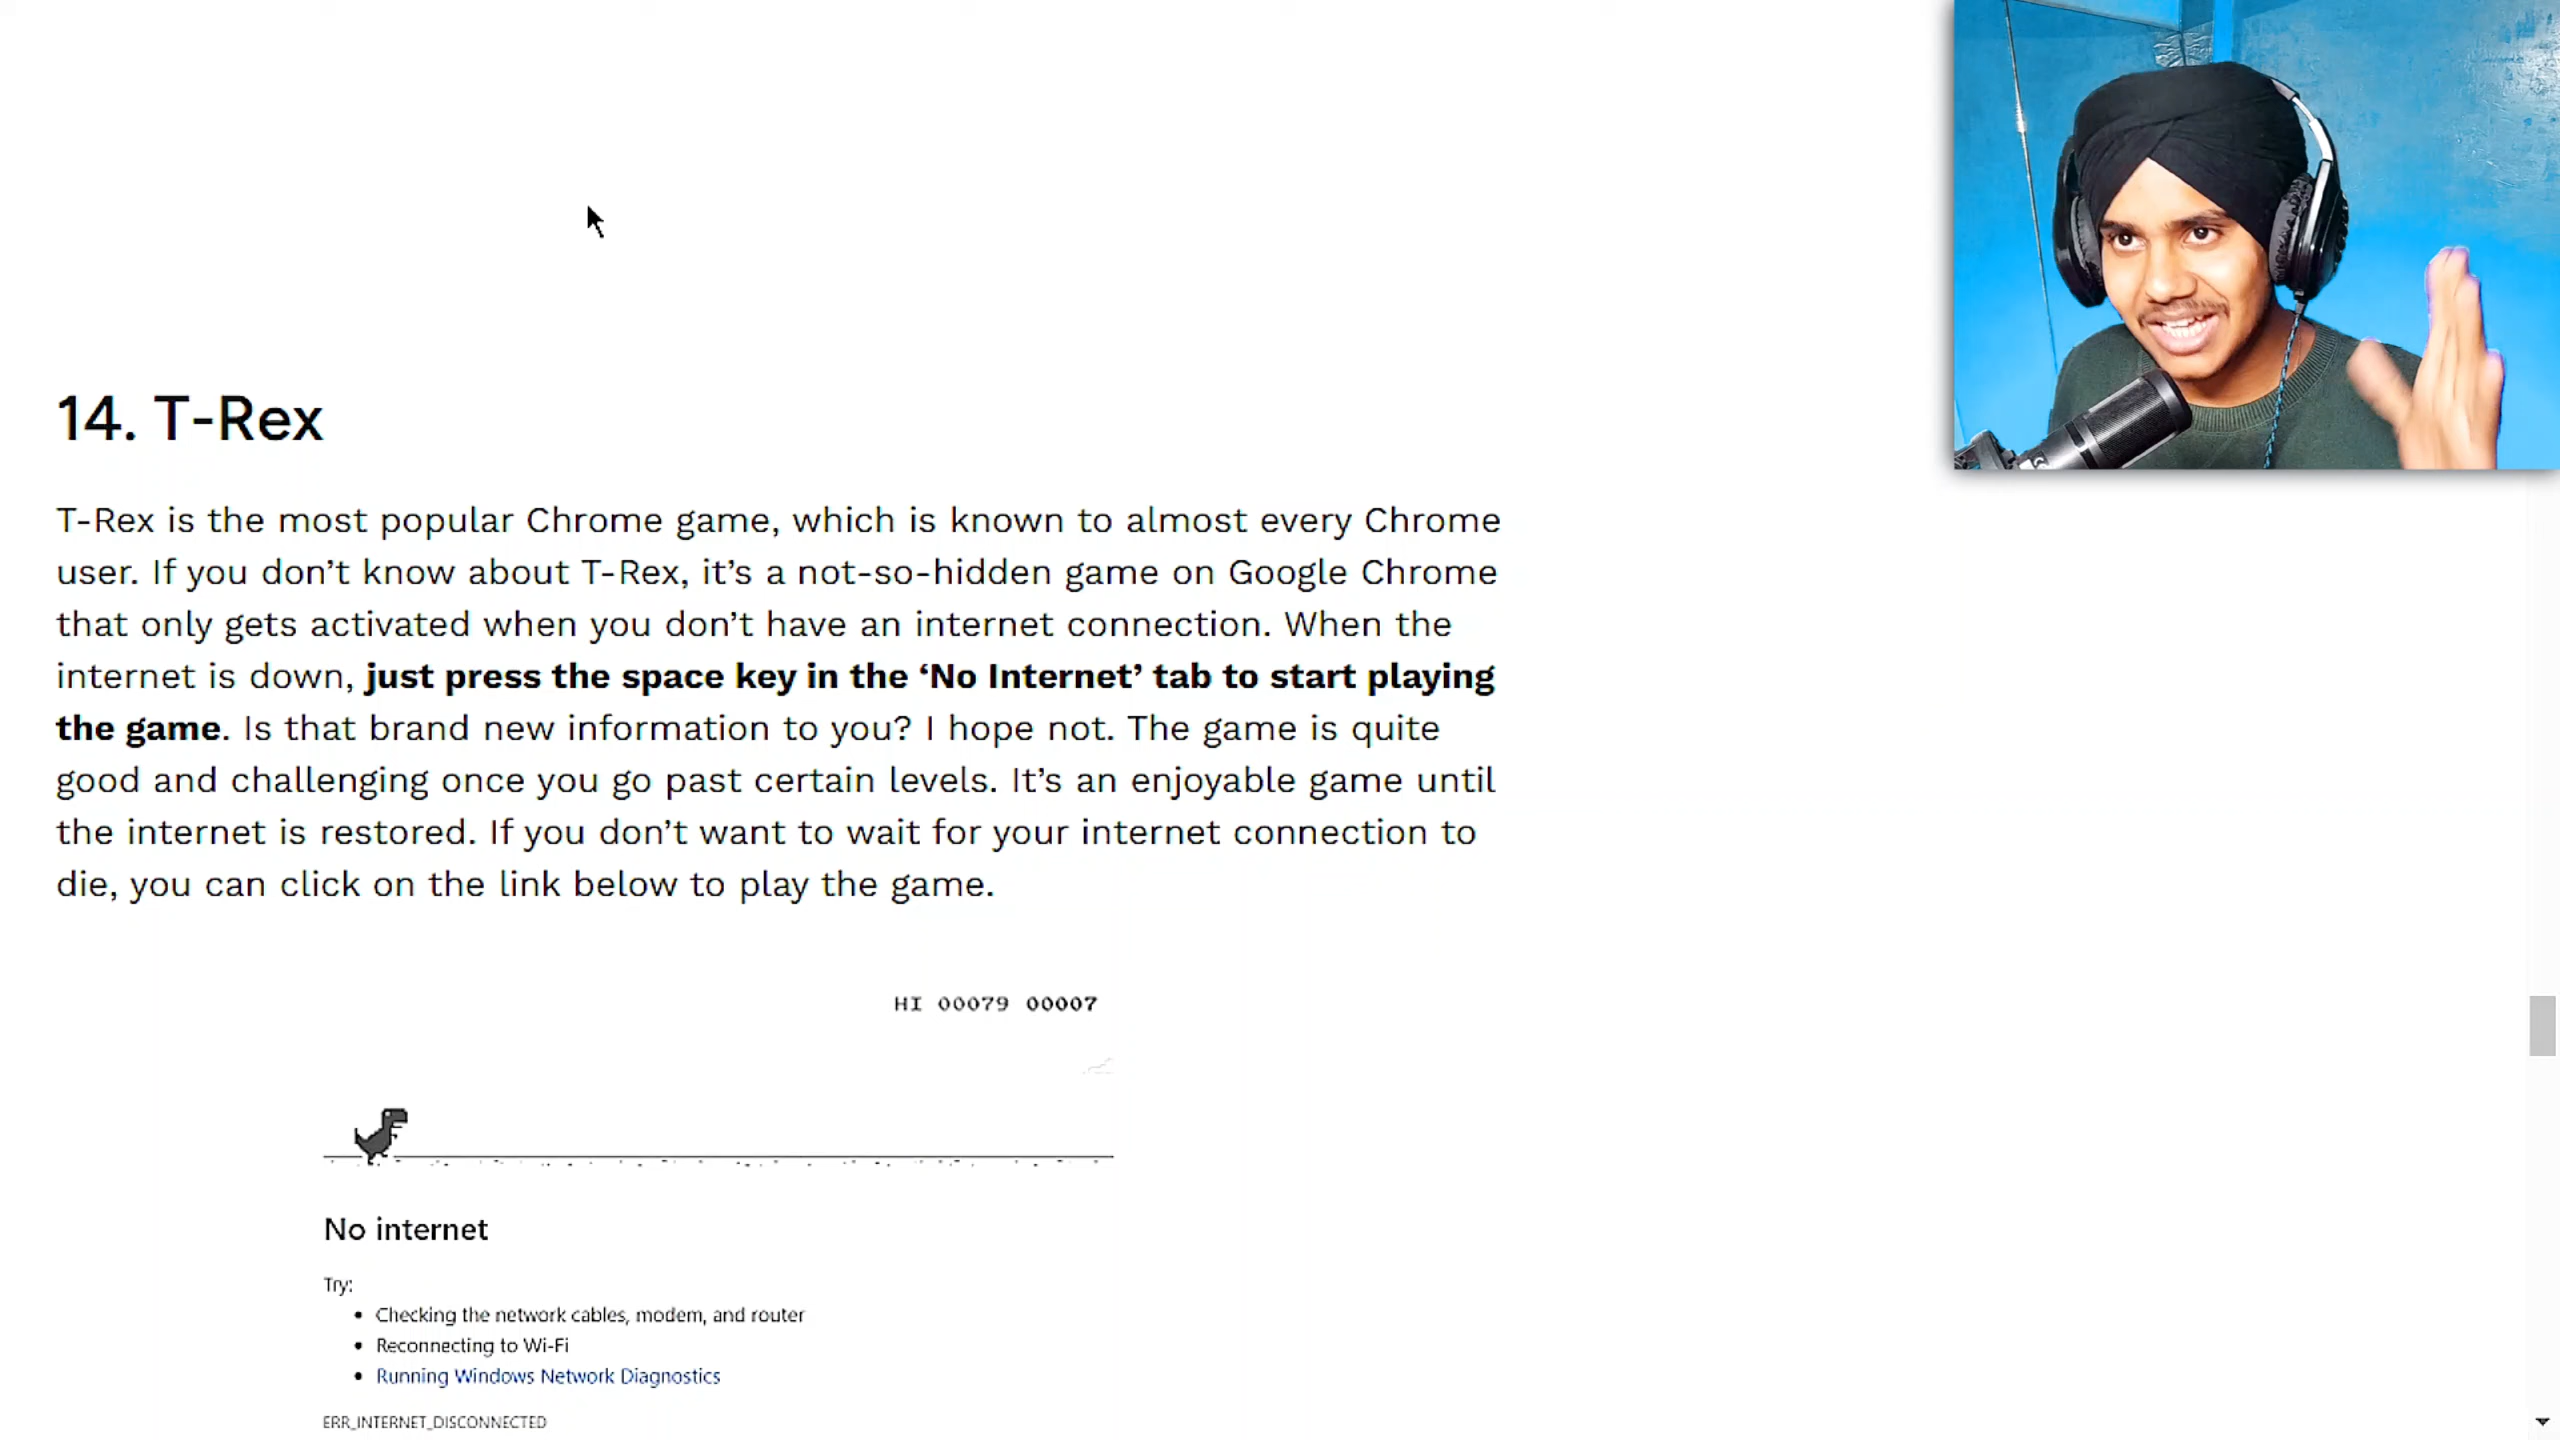 14. T-Rex
T-Rex is the most popular Chrome game, which is known to almost every Chrome
user. If you don’t know about T-Rex, it’s a not-so-hidden game on Google Chrome
that only gets activated when you don’t have an internet connection. When the
internet is down, just press the space key in the ‘No Internet’ tab to start playing
the game. Is that brand new information to you? I hope not. The game is quite
good and challenging once you go past certain levels. It’s an enjoyable game until
the internet is restored. If you don’t want to wait for your internet connection to
die, you can click on the link below to play the game.
HI 00079 00007
No internet
Try:
• Checking the network cables, modem, and router
• Reconnecting to Wi-Fi
• Running Windows Network Diagnostics
ERR_INTERNET_DISCONNECTED